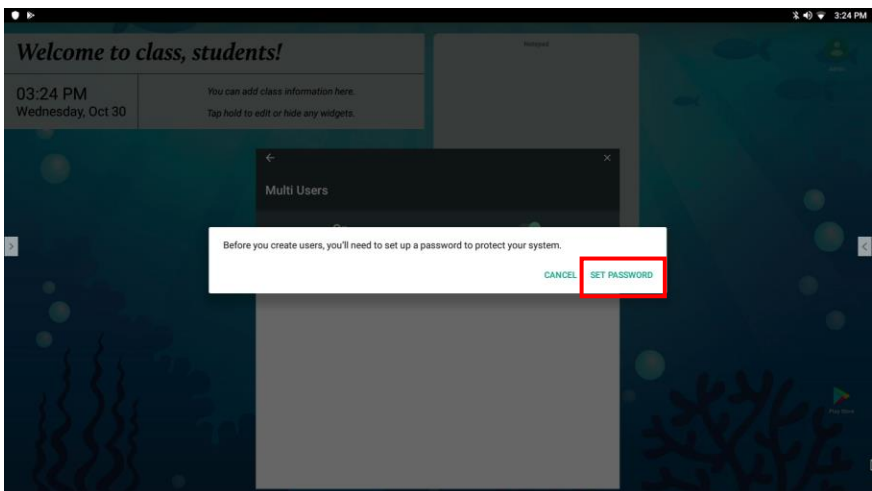 3:24 PM
Welcome to class, students!
03:24 PM
Wednesday, Oct 30
You can add class information here.
Tap hold to edit or hide any widgets.
Multi Users
Before you create users, you'll need to set up a password to protect your system.
CANCEL
SET PASSWORD
Play Store